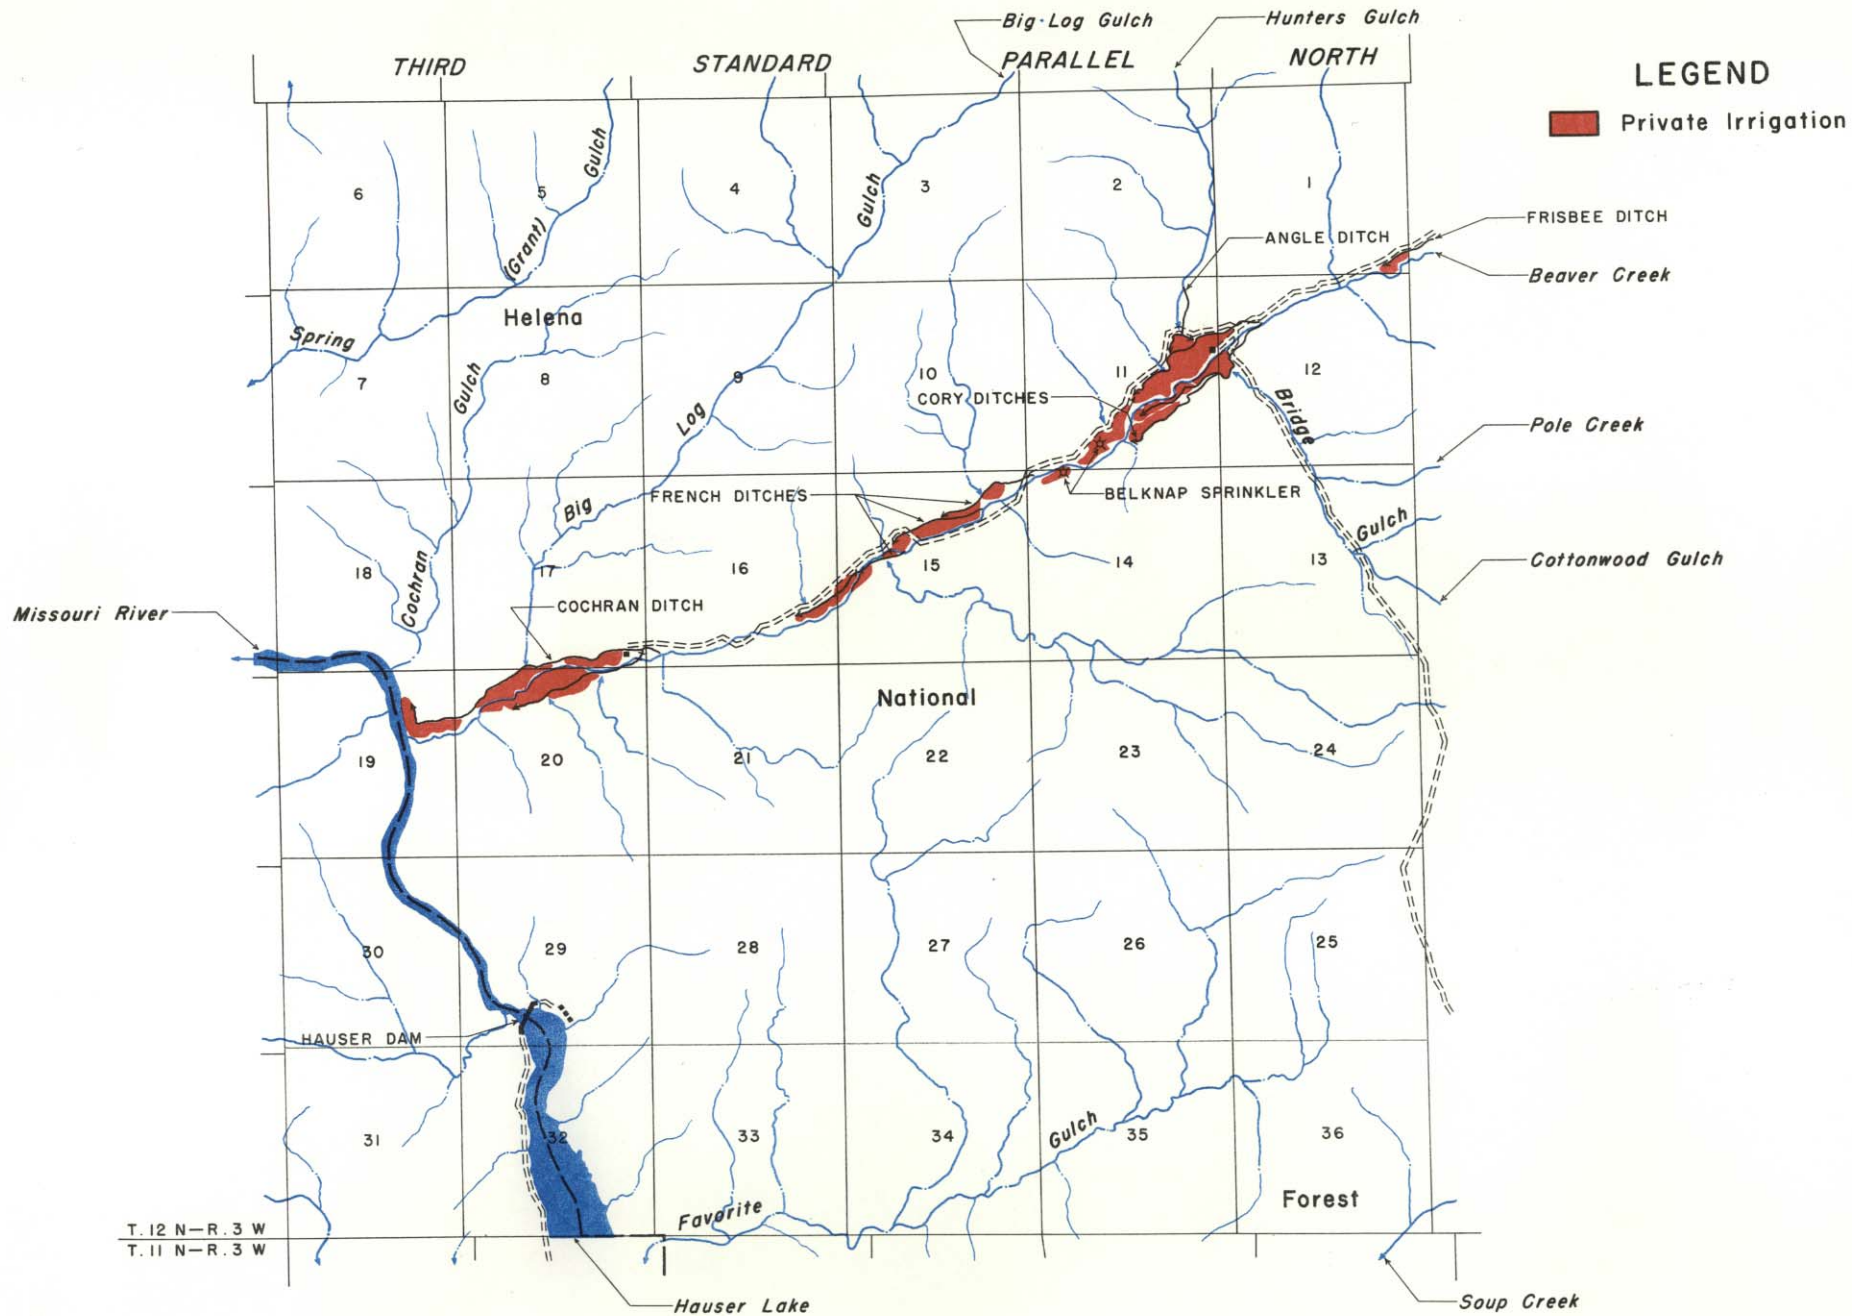 Big Log Gulch
Hunters Gulch
THIRD STANDARD PARALLEL NORTH
LEGEND
Private Irrigation
Gulch
6
5
4
3
2
1
Gulch
(Grant)
FRISBEE DITCH
ANGLE DITCH
Beaver Creek
Helena
Spring
7
8
9
10
11
12
Gulch
CORY DITCHES
Log
Bridge
Pole Creek
FRENCH DITCHES
BELKNAP SPRINKLER
Big
Gulch
18
17
16
15
14
13
Cottonwood Gulch
Cochran
COCHRAN DITCH
Missouri River
National
19
20
21
22
23
24
30
29
28
27
26
25
HAUSER DAM
31
32
33
34
Gulch
35
36
Favorite
Forest
T. 12 N–R. 3 W
T. 11 N–R. 3 W
Hauser Lake
Soup Creek